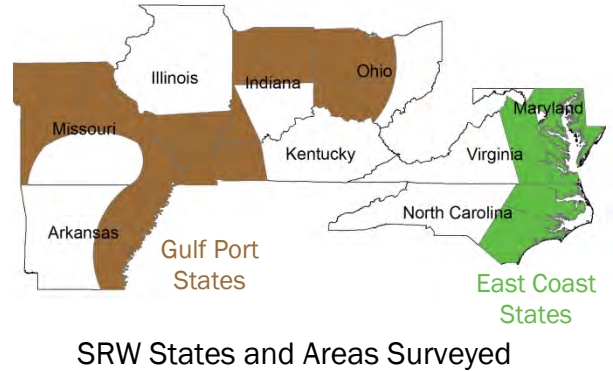 Illinois
Indiana
Ohio
Missouri
Kentucky
Maryland
Virginia
Arkansas
North Carolina
Gulf Port
States
East Coast
States
SRW States and Areas Surveyed